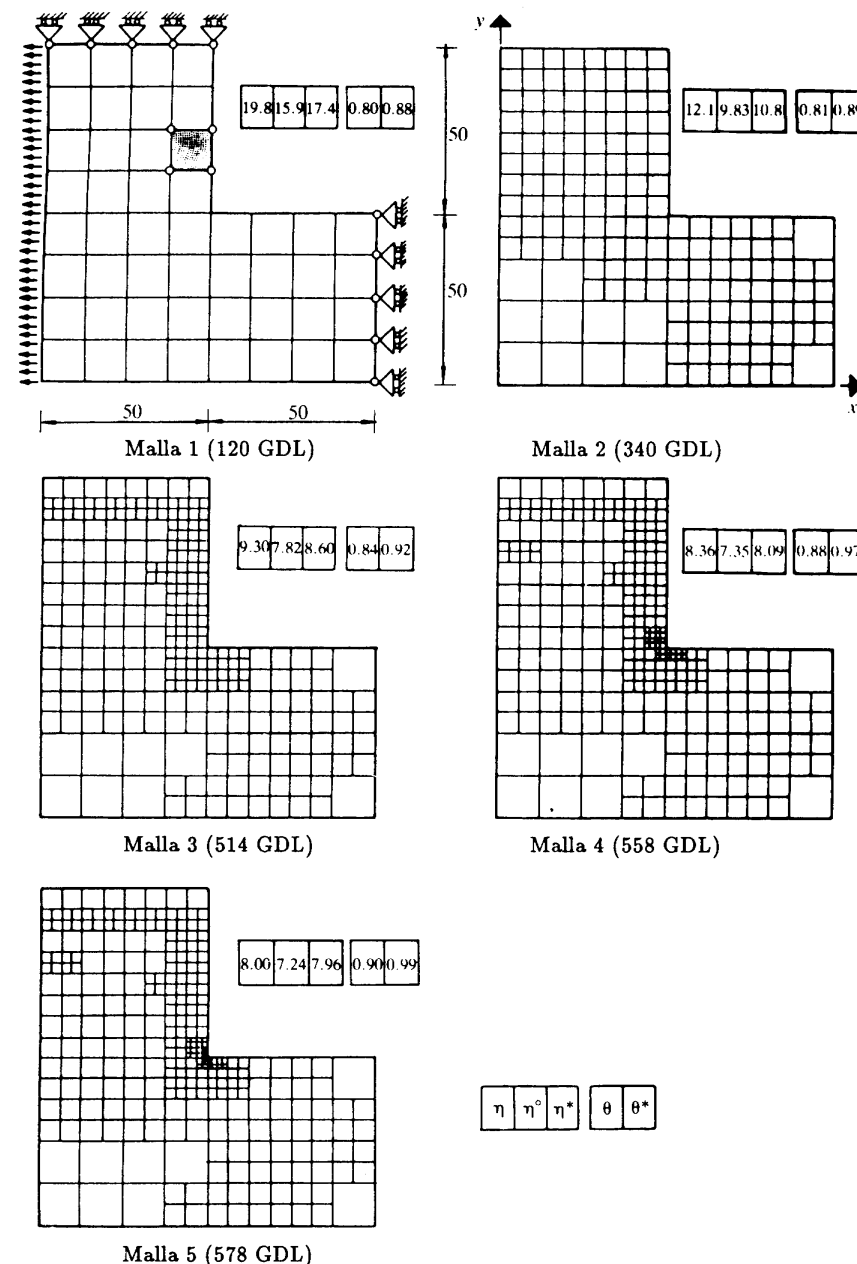 y
19.8 15.9 17.4 0.80 0.88
12.1 9.83 10.8 0.81 0.89
50
50
50 50
x
Malla 1 (120 GDL)
Malla 2 (340 GDL)
9.30 7.82 8.60 0.84 0.92
8.36 7.35 8.09 0.88 0.97
Malla 3 (514 GDL)
Malla 4 (558 GDL)
8.00 7.24 7.96 0.90 0.99
η η° η* θ θ*
Malla 5 (578 GDL)